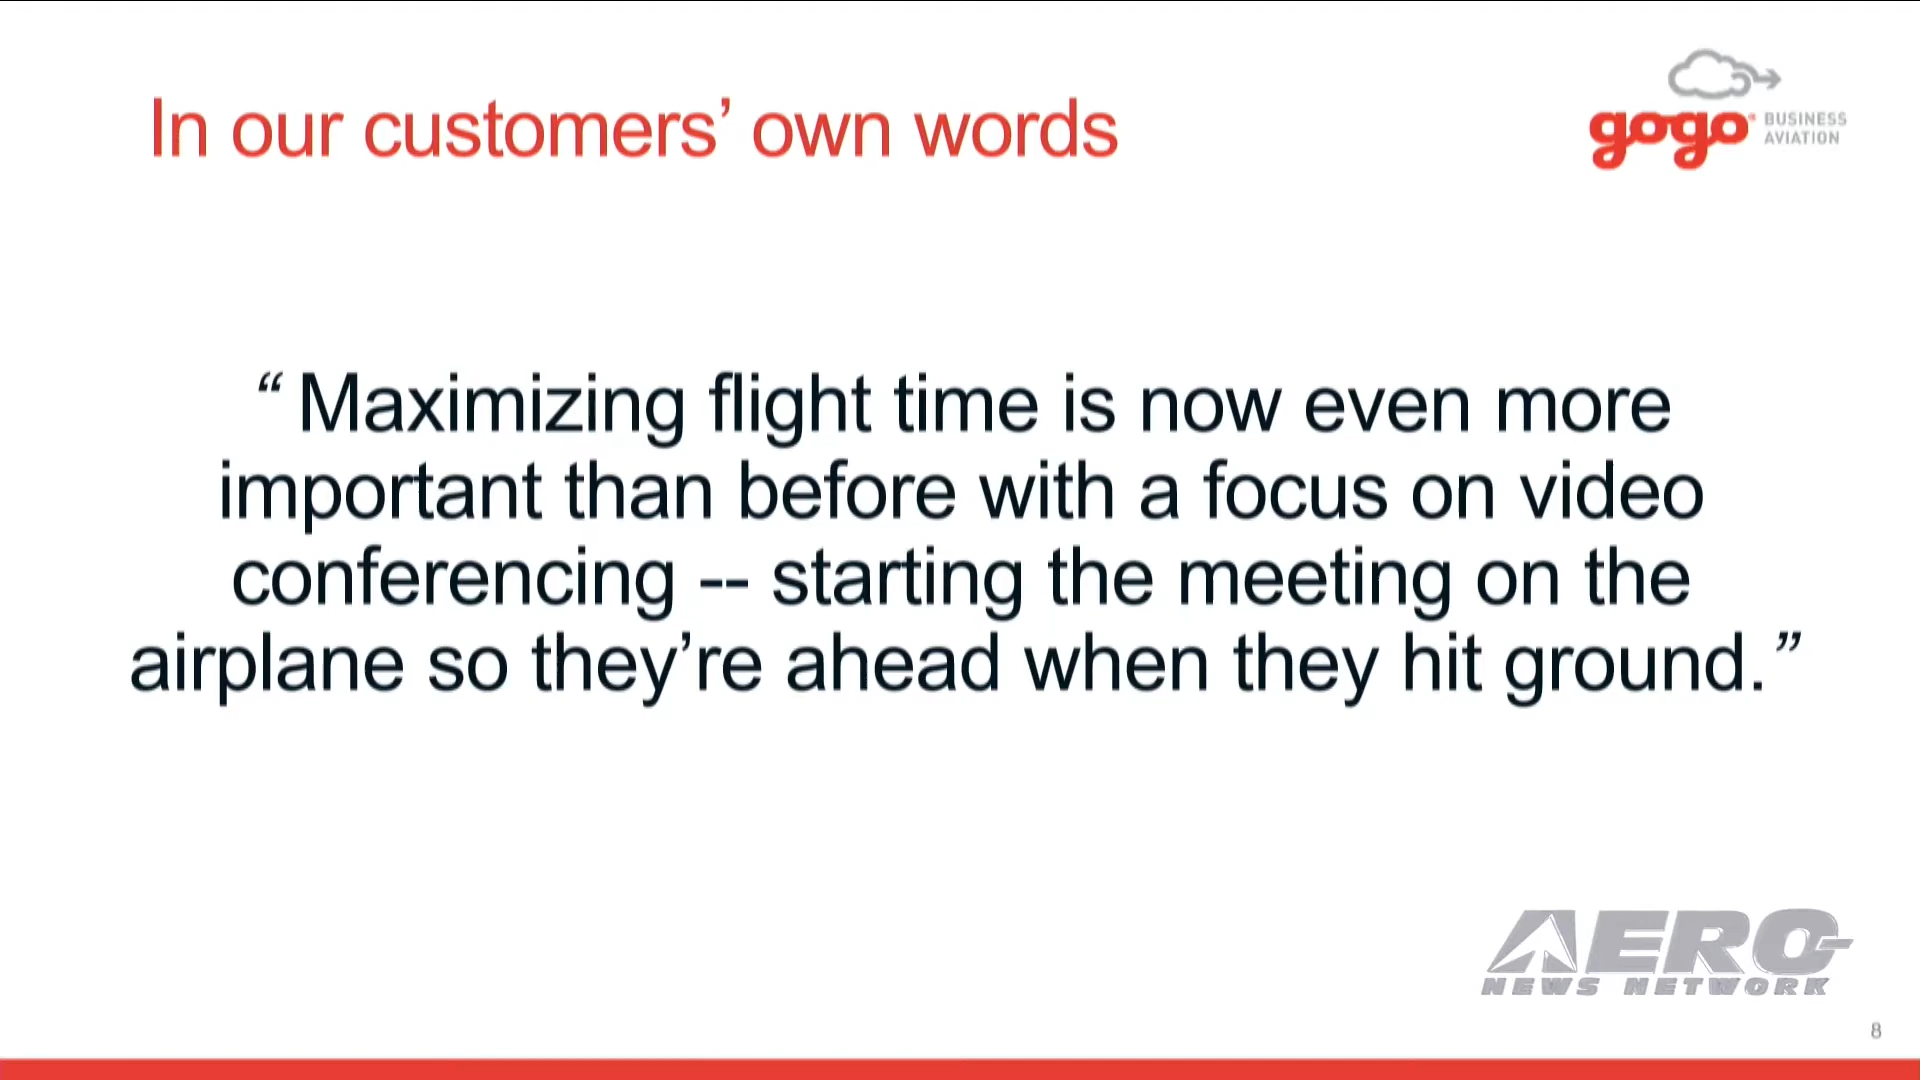 In our customers’ own words
gogo BUSINESS
AVIATION
“ Maximizing flight time is now even more
important than before with a focus on video
conferencing -- starting the meeting on the
airplane so they’re ahead when they hit ground. ”
AERO
NEWS NETWORK
8